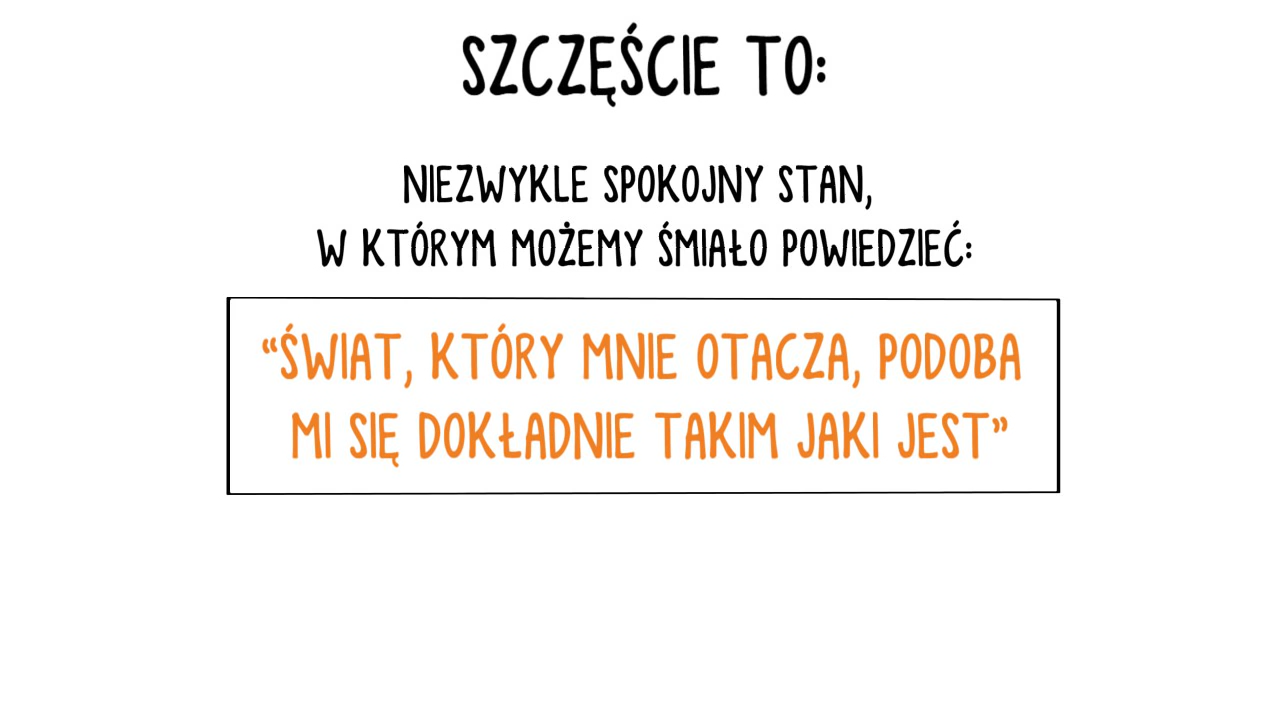 SZCZĘŚCIE TO:
NIEZWYKLE SPOKOJNY STAN,
W KTÓRYM MOŻEMY ŚMIAŁO POWIEDZIEĆ:
“ŚWIAT, KTÓRY MNIE OTACZA, PODOBA
MI SIĘ DOKŁADNIE TAKIM JAKI JEST”